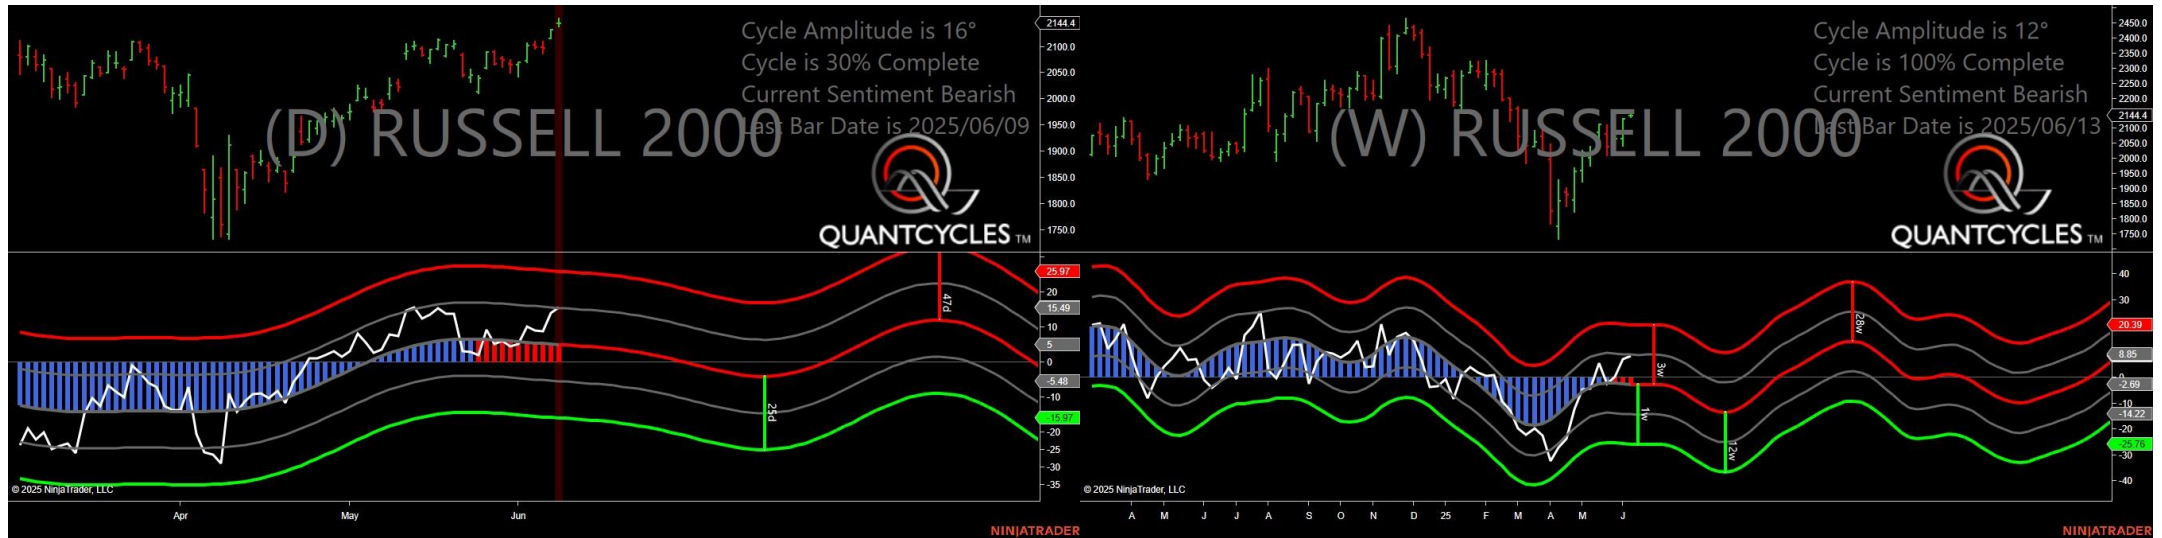 Cycle Amplitude is 16°
Cycle is 30% Complete
Current Sentiment Bearish
Last Bar Date is 2025/06/09
(D) RUSSELL 2000
QUANTCYCLES TM
2144.4
2100.0
2050.0
2000.0
1950.0
1900.0
1850.0
1800.0
1750.0
25.97
20
15.49
10
5
0
-5.48
-10
-15.97
-20
-25
-30
-35
47d
25d
© 2025 NinjaTrader, LLC
Apr May Jun
NINJATRADER
Cycle Amplitude is 12°
Cycle is 100% Complete
Current Sentiment Bearish
Last Bar Date is 2025/06/13
(W) RUSSELL 2000
QUANTCYCLES TM
2450.0
2400.0
2350.0
2300.0
2250.0
2200.0
2144.4
2100.0
2050.0
2000.0
1950.0
1900.0
1850.0
1800.0
1750.0
40
30
20.39
8.85
-2.69
-10
-14.22
-20
-25.76
-30
-40
3w
1w
12w
28w
© 2025 NinjaTrader, LLC
A M J J A S O N D 25 F M A M J
NINJATRADER